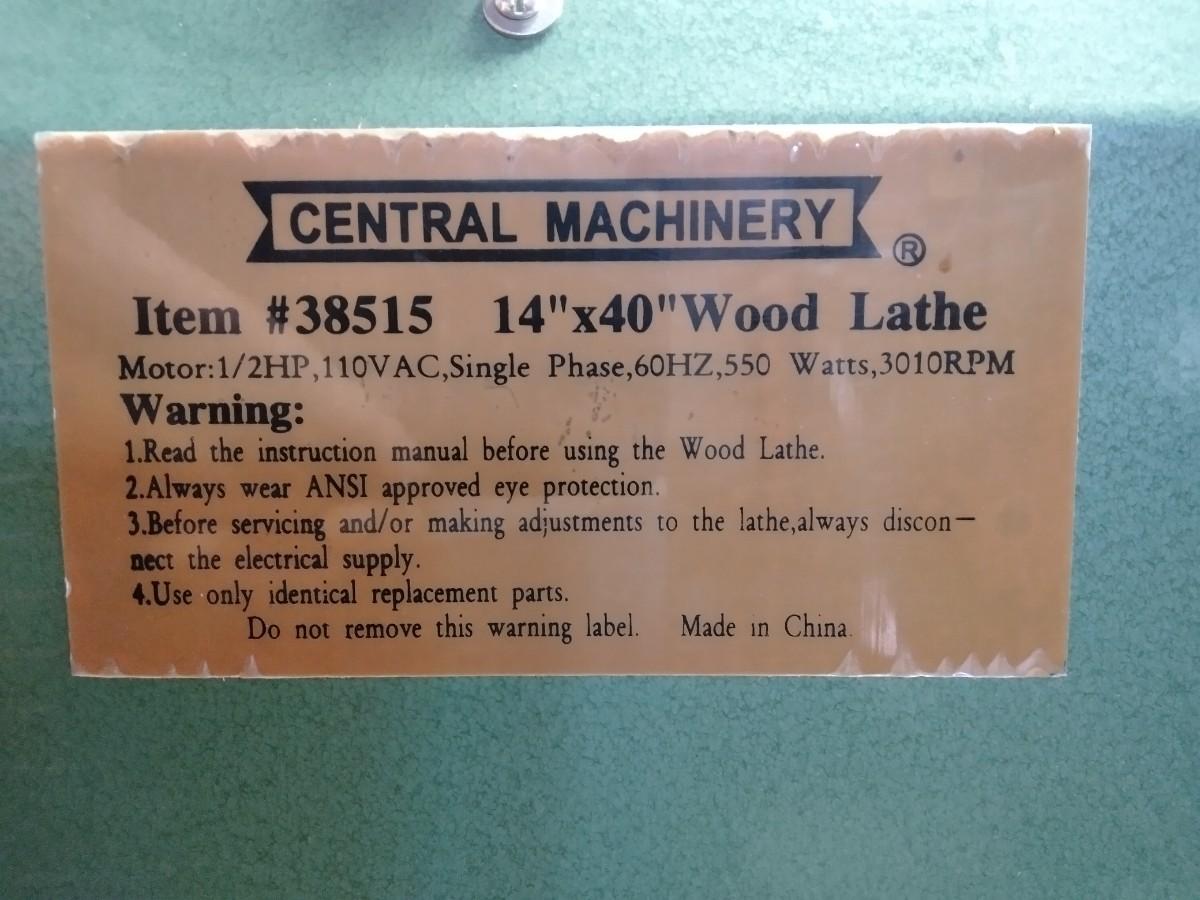 CENTRAL MACHINERY ®
Item #38515 14"x40"Wood Lathe
Motor:1/2HP,110VAC,Single Phase,60HZ,550 Watts,3010RPM
Warning:
1.Read the instruction manual before using the Wood Lathe.
2.Always wear ANSI approved eye protection.
3.Before servicing and/or making adjustments to the lathe,always discon-
nect the electrical supply.
4.Use only identical replacement parts.
Do not remove this warning label. Made in China.